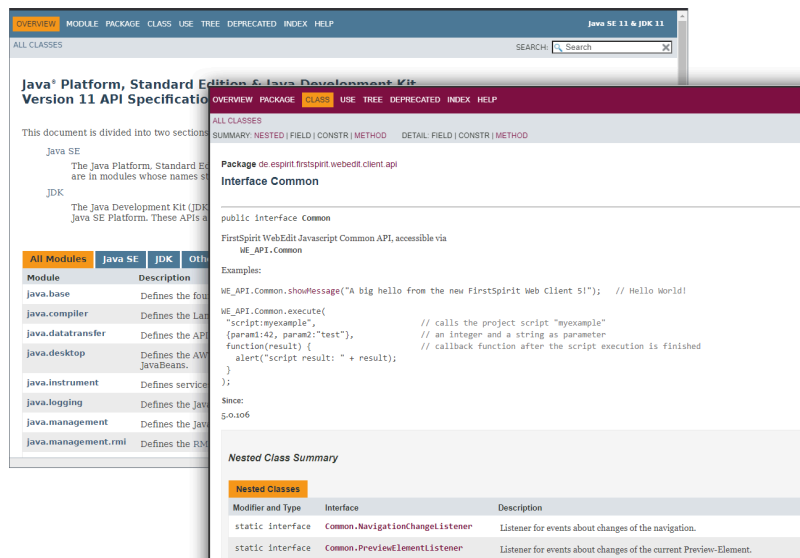 OVERVIEW MODULE PACKAGE CLASS USE TREE DEPRECATED INDEX HELP Java SE 11 & JDK 11
ALL CLASSES SEARCH: Search
Java® Platform, Standard Edition & Java Development Kit
Version 11 API Specificatio
This document is divided into two sections
Java SE
The Java Platform, Standard Ed
are in modules whose names st
JDK
The Java Development Kit (JDK
Java SE Platform. These APIs a
All Modules Java SE JDK Oth
Module Description
java.base Defines the fou
java.compiler Defines the Lan
java.datatransfer Defines the API
java.desktop Defines the AW
JavaBeans.
java.instrument Defines service
java.logging Defines the Java
java.management Defines the Java
java.management.rmi Defines the RM
OVERVIEW PACKAGE CLASS USE TREE DEPRECATED INDEX HELP
ALL CLASSES
SUMMARY: NESTED | FIELD | CONSTR | METHOD DETAIL: FIELD | CONSTR | METHOD
Package de.espirit.firstspirit.webedit.client.api
Interface Common
public interface Common
FirstSpirit WebEdit Javascript Common API, accessible via
WE_API.Common
Examples:
WE_API.Common.showMessage("A big hello from the new FirstSpirit Web Client 5!"); // Hello World!
WE_API.Common.execute(
"script:myexample", // calls the project script "myexample"
{param1:42, param2:"test"}, // an integer and a string as parameter
function(result) { // callback function after the script execution is finished
alert("script result: " + result);
}
);
Since:
5.0.106
Nested Class Summary
Nested Classes
Modifier and Type Interface Description
static interface Common.NavigationChangeListener Listener for events about changes of the navigation.
static interface Common.PreviewElementListener Listener for events about changes of the current Preview-Element.